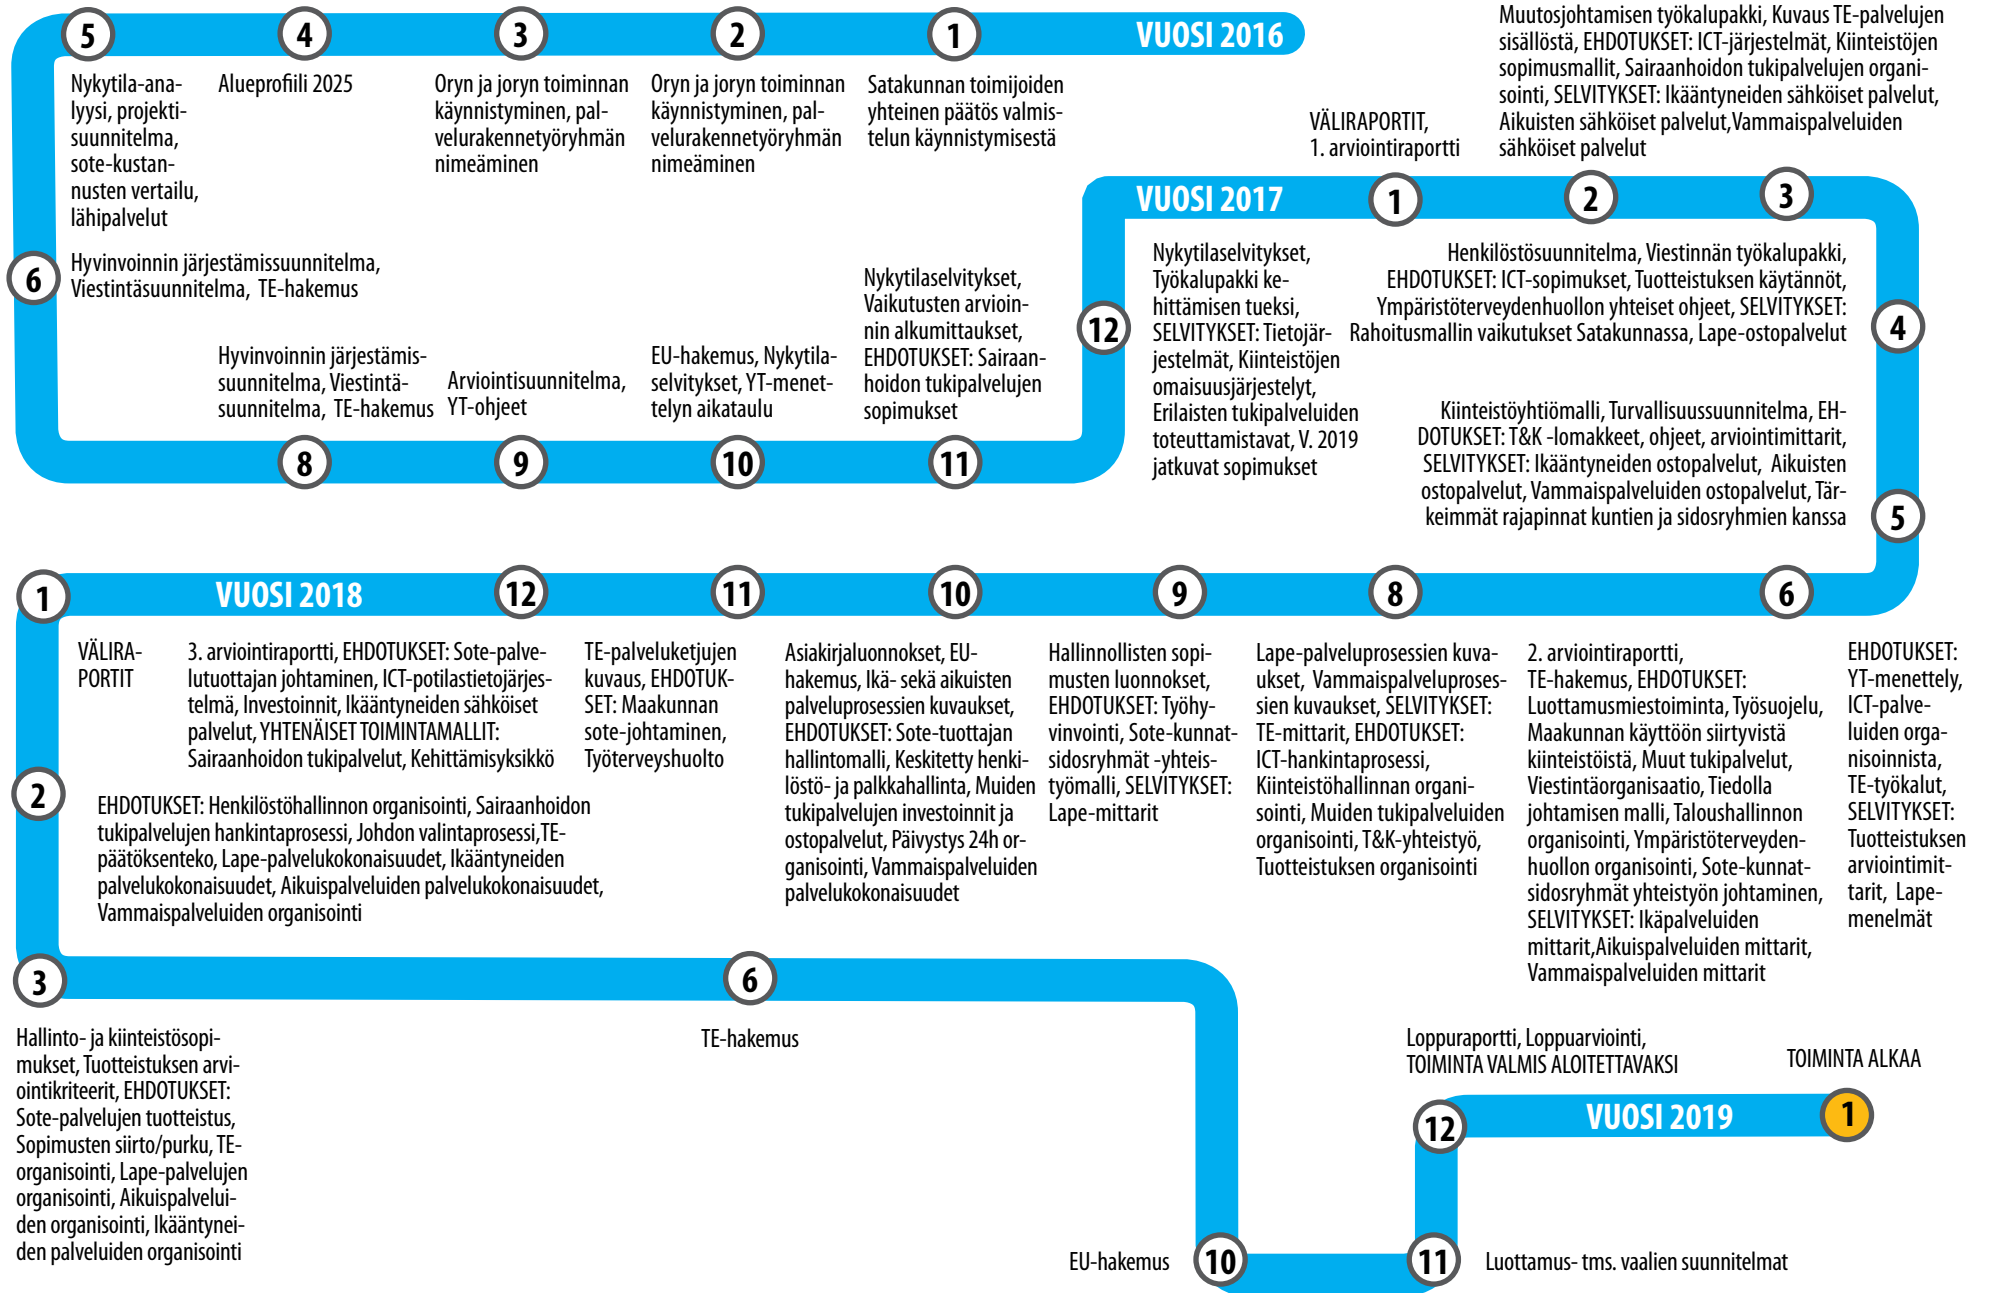 VUOSI 2016
1
Satakunnan toimijoiden
yhteinen päätös valmis-
telun käynnistymisestä
2
Oryn ja joryn toiminnan
käynnistyminen, pal-
velurakennetyöryhmän
nimeäminen
3
Oryn ja joryn toiminnan
käynnistyminen, pal-
velurakennetyöryhmän
nimeäminen
4
Alueprofiili 2025
5
Nykytila-ana-
lyysi, projekti-
suunnitelma,
sote-kustan-
nusten vertailu,
lähipalvelut
6
Hyvinvoinnin järjestämissuunnitelma,
Viestintäsuunnitelma, TE-hakemus
8
Hyvinvoinnin järjestämis-
suunnitelma, Viestintä-
suunnitelma, TE-hakemus
9
Arviointisuunnitelma,
YT-ohjeet
10
EU-hakemus, Nykytila-
selvitykset, YT-menet-
telyn aikataulu
11
Nykytilaselvitykset,
Vaikutusten arvioin-
nin alkumittaukset,
EHDOTUKSET: Sairaan-
hoidon tukipalvelujen
sopimukset
12
Nykytilaselvitykset,
Työkalupakki ke-
hittämisen tueksi,
SELVITYKSET: Tietojär-
jestelmät, Kiinteistöjen
omaisuusjärjestelyt,
Erilaisten tukipalveluiden
toteuttamistavat, V. 2019
jatkuvat sopimukset
VUOSI 2017
1
VÄLIRAPORTIT,
1. arviointiraportti
2
Muutosjohtamisen työkalupakki, Kuvaus TE-palvelujen
sisällöstä, EHDOTUKSET: ICT-järjestelmät, Kiinteistöjen
sopimusmallit, Sairaanhoidon tukipalvelujen organi-
sointi, SELVITYKSET: Ikääntyneiden sähköiset palvelut,
Aikuisten sähköiset palvelut,Vammaispalveluiden
sähköiset palvelut
3
Henkilöstösuunnitelma, Viestinnän työkalupakki,
EHDOTUKSET: ICT-sopimukset, Tuotteistuksen käytännöt,
Ympäristöterveydenhuollon yhteiset ohjeet, SELVITYKSET:
Rahoitusmallin vaikutukset Satakunnassa, Lape-ostopalvelut
4
Kiinteistöyhtiömalli, Turvallisuussuunnitelma, EH-
DOTUKSET: T&K -lomakkeet, ohjeet, arviointimittarit,
SELVITYKSET: Ikääntyneiden ostopalvelut, Aikuisten
ostopalvelut, Vammaispalveluiden ostopalvelut, Tär-
keimmät rajapinnat kuntien ja sidosryhmien kanssa
5
EHDOTUKSET:
YT-menettely,
ICT-palve-
luiden orga-
nisoinnista,
TE-työkalut,
SELVITYKSET:
Tuotteistuksen
arviointimit-
tarit, Lape-
menelmät
6
2. arviointiraportti,
TE-hakemus, EHDOTUKSET:
Luottamusmiestoiminta, Työsuojelu,
Maakunnan käyttöön siirtyvistä
kiinteistöistä, Muut tukipalvelut,
Viestintäorganisaatio, Tiedolla
johtamisen malli, Taloushallinnon
organisointi, Ympäristöterveyden-
huollon organisointi, Sote-kunnat-
sidosryhmät yhteistyön johtaminen,
SELVITYKSET: Ikäpalveluiden
mittarit,Aikuispalveluiden mittarit,
Vammaispalveluiden mittarit
8
Lape-palveluprosessien kuva-
ukset, Vammaispalveluproses-
sien kuvaukset, SELVITYKSET:
TE-mittarit, EHDOTUKSET:
ICT-hankintaprosessi,
Kiinteistöhallinnan organi-
sointi, Muiden tukipalveluiden
organisointi, T&K-yhteistyö,
Tuotteistuksen organisointi
9
Hallinnollisten sopi-
musten luonnokset,
EHDOTUKSET: Työhy-
vinvointi, Sote-kunnat-
sidosryhmät -yhteis-
työmalli, SELVITYKSET:
Lape-mittarit
10
Asiakirjaluonnokset, EU-
hakemus, Ikä- sekä aikuisten
palveluprosessien kuvaukset,
EHDOTUKSET: Sote-tuottajan
hallintomalli, Keskitetty henki-
löstö- ja palkkahallinta, Muiden
tukipalvelujen investoinnit ja
ostopalvelut, Päivystys 24h or-
ganisointi, Vammaispalveluiden
palvelukokonaisuudet
11
TE-palveluketjujen
kuvaus, EHDOTUK-
SET: Maakunnan
sote-johtaminen,
Työterveyshuolto
12
3. arviointiraportti, EHDOTUKSET: Sote-palve-
lutuottajan johtaminen, ICT-potilastietojärjes-
telmä, Investoinnit, Ikääntyneiden sähköiset
palvelut, YHTENÄISET TOIMINTAMALLIT:
Sairaanhoidon tukipalvelut, Kehittämisyksikkö
VUOSI 2018
1
VÄLIRA-
PORTIT
2
EHDOTUKSET: Henkilöstöhallinnon organisointi, Sairaanhoidon
tukipalvelujen hankintaprosessi, Johdon valintaprosessi,TE-
päätöksenteko, Lape-palvelukokonaisuudet, Ikääntyneiden
palvelukokonaisuudet, Aikuispalveluiden palvelukokonaisuudet,
Vammaispalveluiden organisointi
3
Hallinto- ja kiinteistösopi-
mukset, Tuotteistuksen arvi-
ointikriteerit, EHDOTUKSET:
Sote-palvelujen tuotteistus,
Sopimusten siirto/purku, TE-
organisointi, Lape-palvelujen
organisointi, Aikuispalvelui-
den organisointi, Ikääntynei-
den palveluiden organisointi
6
TE-hakemus
10
EU-hakemus
11
Luottamus- tms. vaalien suunnitelmat
12
Loppuraportti, Loppuarviointi,
TOIMINTA VALMIS ALOITETTAVAKSI
VUOSI 2019
1
TOIMINTA ALKAA